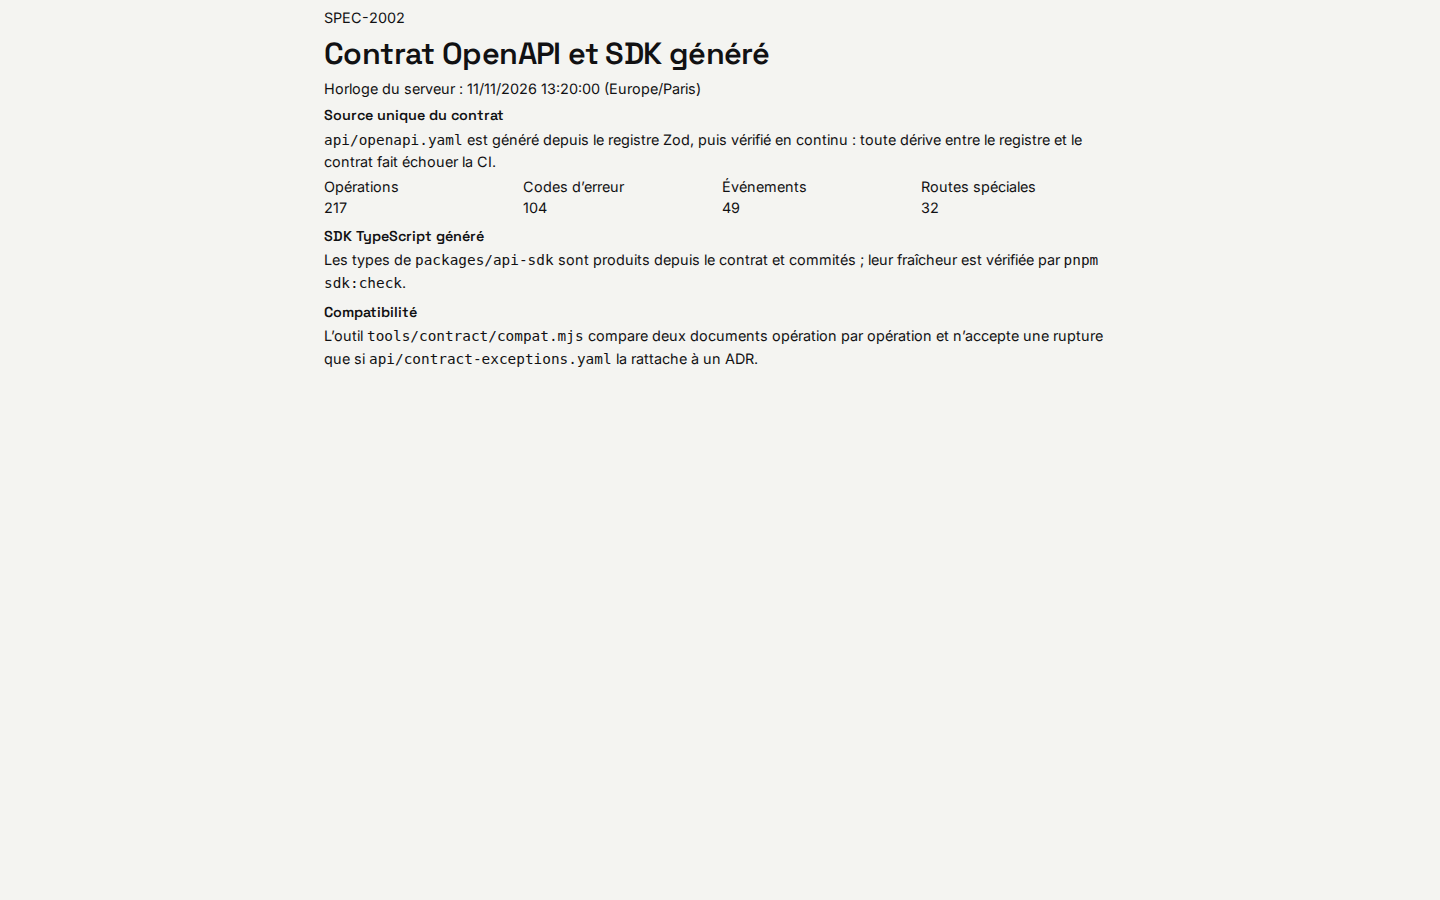 SPEC-2002
Contrat OpenAPI et SDK généré
Horloge du serveur : 11/11/2026 13:20:00 (Europe/Paris)
Source unique du contrat
api/openapi.yaml est généré depuis le registre Zod, puis vérifié en continu : toute dérive entre le registre et le
contrat fait échouer la CI.
Opérations Codes d’erreur Événements Routes spéciales
217 104 49 32
SDK TypeScript généré
Les types de packages/api-sdk sont produits depuis le contrat et commités ; leur fraîcheur est vérifiée par pnpm
sdk:check.
Compatibilité
L’outil tools/contract/compat.mjs compare deux documents opération par opération et n’accepte une rupture
que si api/contract-exceptions.yaml la rattache à un ADR.